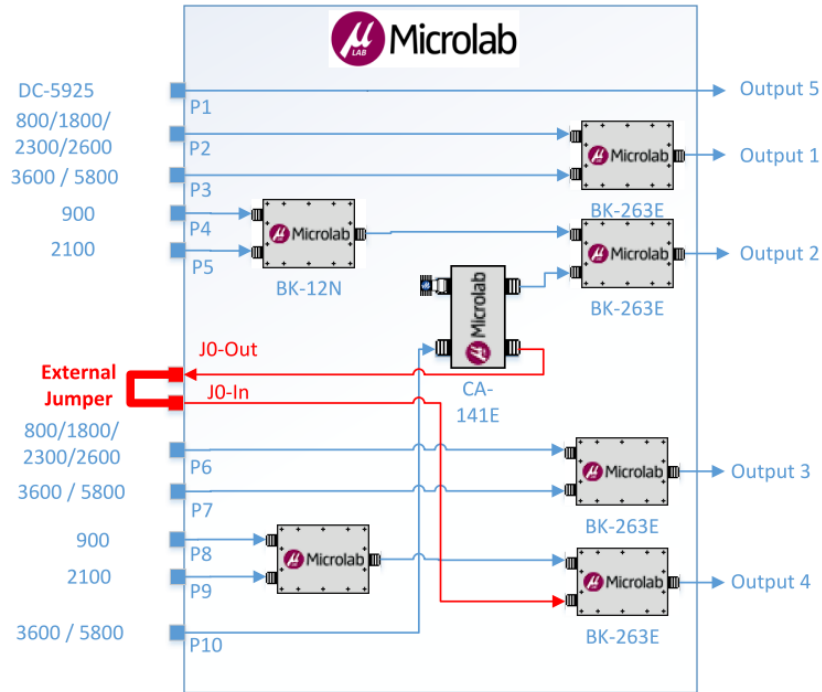 μ LAB Microlab
DC-5925
P1
Output 5
800/1800/
2300/2600
P2
3600 / 5800
P3
μ Microlab
BK-263E
Output 1
900
P4
2100
P5
μ Microlab
BK-12N
μ Microlab
BK-263E
Output 2
μ Microlab
CA-
141E
External
Jumper
J0-Out
J0-In
800/1800/
2300/2600
P6
3600 / 5800
P7
μ Microlab
BK-263E
Output 3
900
P8
2100
P9
μ Microlab
μ Microlab
BK-263E
Output 4
3600 / 5800
P10